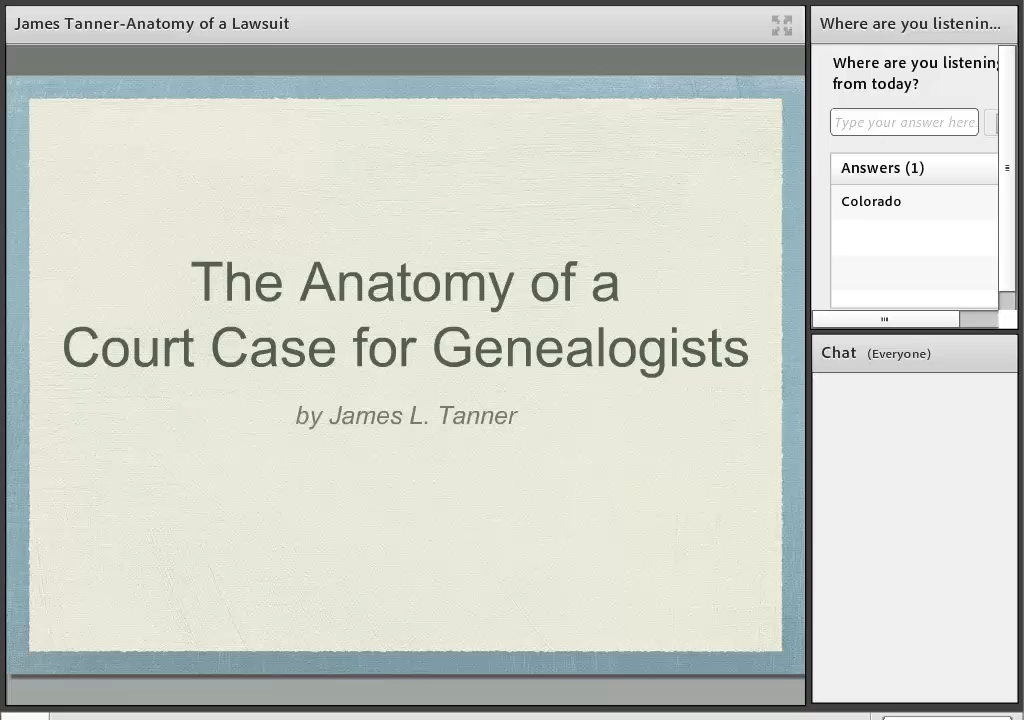 James Tanner-Anatomy of a Lawsuit
The Anatomy of a
Court Case for Genealogists
by James L. Tanner
Where are you listenin...
Where are you listening
from today?
Type your answer here
Answers (1)
Colorado
Chat (Everyone)